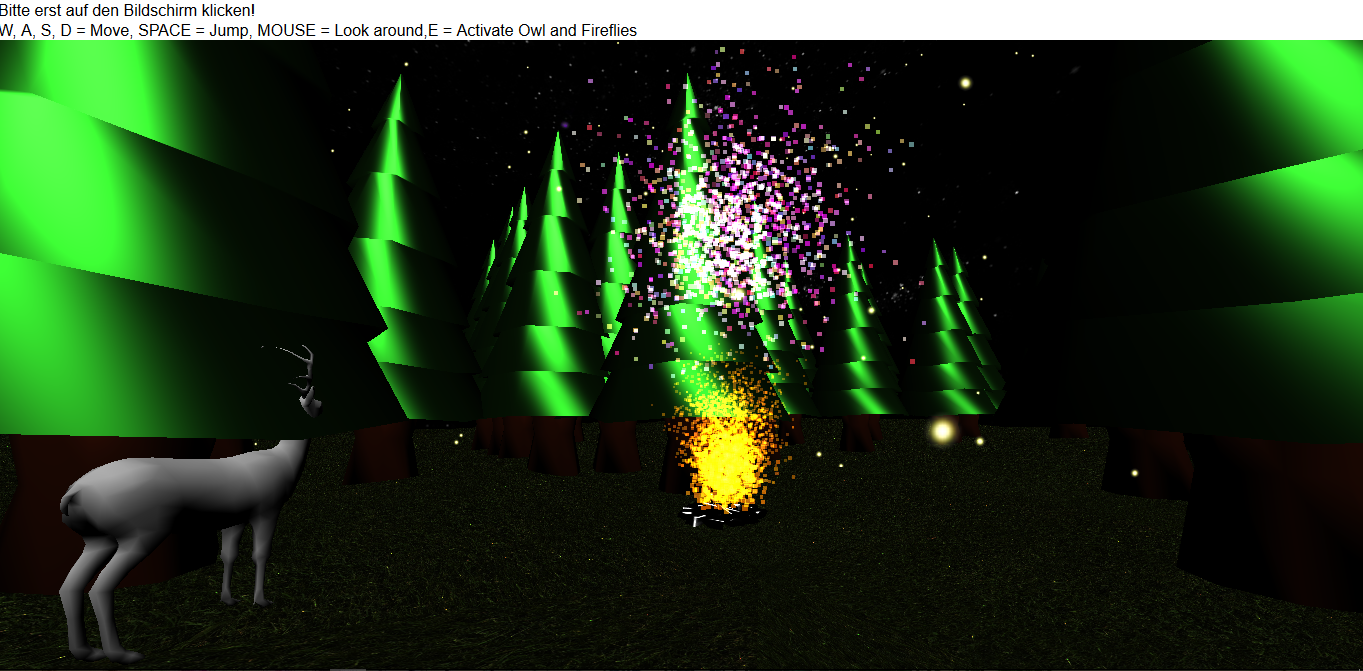 Bitte erst auf den Bildschirm klicken!
W, A, S, D = Move, SPACE = Jump, MOUSE = Look around,E = Activate Owl and Fireflies